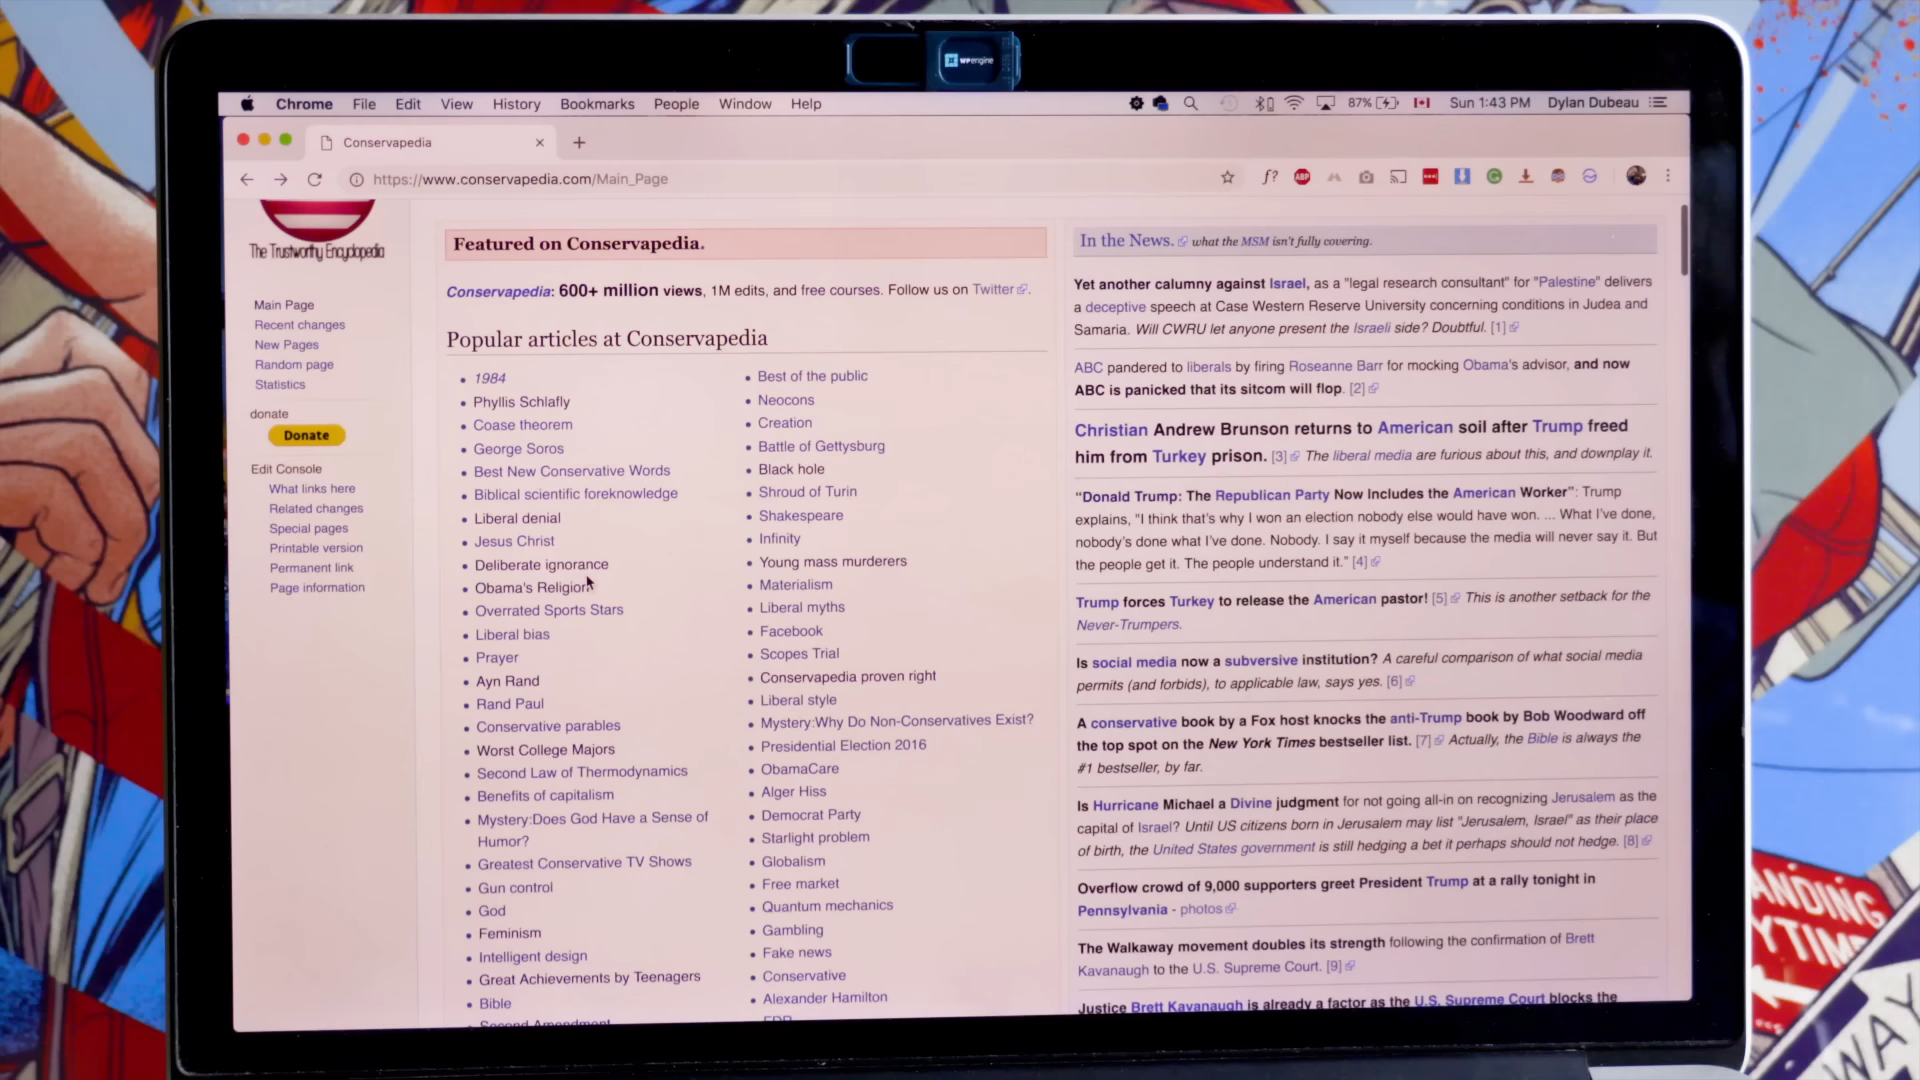 WPengine
Chrome File Edit View History Bookmarks People Window Help
87% Sun 1:43 PM Dylan Dubeau
Conservapedia
https://www.conservapedia.com/Main_Page
f? ABP
The Trustworthy Encyclopedia
Main Page
Recent changes
New Pages
Random page
Statistics
donate
Donate
Edit Console
What links here
Related changes
Special pages
Printable version
Permanent link
Page information
Featured on Conservapedia.
Conservapedia: 600+ million views, 1M edits, and free courses. Follow us on Twitter.
Popular articles at Conservapedia
1984
Phyllis Schlafly
Coase theorem
George Soros
Best New Conservative Words
Biblical scientific foreknowledge
Liberal denial
Jesus Christ
Deliberate ignorance
Obama's Religion
Overrated Sports Stars
Liberal bias
Prayer
Ayn Rand
Rand Paul
Conservative parables
Worst College Majors
Second Law of Thermodynamics
Benefits of capitalism
Mystery:Does God Have a Sense of
Humor?
Greatest Conservative TV Shows
Gun control
God
Feminism
Intelligent design
Great Achievements by Teenagers
Bible
Second Amendment
Best of the public
Neocons
Creation
Battle of Gettysburg
Black hole
Shroud of Turin
Shakespeare
Infinity
Young mass murderers
Materialism
Liberal myths
Facebook
Scopes Trial
Conservapedia proven right
Liberal style
Mystery:Why Do Non-Conservatives Exist?
Presidential Election 2016
ObamaCare
Alger Hiss
Democrat Party
Starlight problem
Globalism
Free market
Quantum mechanics
Gambling
Fake news
Conservative
Alexander Hamilton
FDR
In the News. what the MSM isn't fully covering.
Yet another calumny against Israel, as a "legal research consultant" for "Palestine" delivers
a deceptive speech at Case Western Reserve University concerning conditions in Judea and
Samaria. Will CWRU let anyone present the Israeli side? Doubtful. [1]
ABC pandered to liberals by firing Roseanne Barr for mocking Obama's advisor, and now
ABC is panicked that its sitcom will flop. [2]
Christian Andrew Brunson returns to American soil after Trump freed
him from Turkey prison. [3] The liberal media are furious about this, and downplay it.
"Donald Trump: The Republican Party Now Includes the American Worker": Trump
explains, "I think that's why I won an election nobody else would have won. ... What I've done,
nobody's done what I've done. Nobody. I say it myself because the media will never say it. But
the people get it. The people understand it." [4]
Trump forces Turkey to release the American pastor! [5] This is another setback for the
Never-Trumpers.
Is social media now a subversive institution? A careful comparison of what social media
permits (and forbids), to applicable law, says yes. [6]
A conservative book by a Fox host knocks the anti-Trump book by Bob Woodward off
the top spot on the New York Times bestseller list. [7] Actually, the Bible is always the
#1 bestseller, by far.
Is Hurricane Michael a Divine judgment for not going all-in on recognizing Jerusalem as the
capital of Israel? Until US citizens born in Jerusalem may list "Jerusalem, Israel" as their place
of birth, the United States government is still hedging a bet it perhaps should not hedge. [8]
Overflow crowd of 9,000 supporters greet President Trump at a rally tonight in
Pennsylvania - photos
The Walkaway movement doubles its strength following the confirmation of Brett
Kavanaugh to the U.S. Supreme Court. [9]
Justice Brett Kavanaugh is already a factor as the U.S. Supreme Court blocks the
ANDING
YTIM
K
WAY